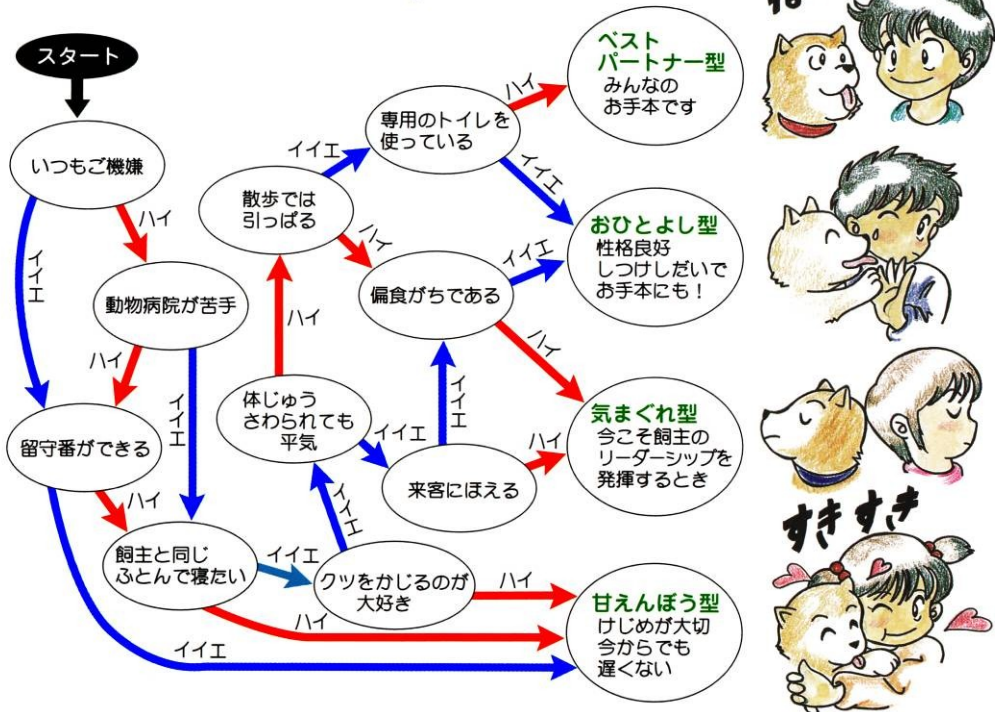 スタート
いつもご機嫌
ハイ
イイエ
動物病院が苦手
ハイ
イイエ
留守番ができる
ハイ
イイエ
飼主と同じ
ふとんで寝たい
イイエ
ハイ
クツをかじるのが
大好き
イイエ
ハイ
体じゅう
さわられても
平気
ハイ
イイエ
来客にほえる
イイエ
ハイ
散歩では
引っぱる
イイエ
ハイ
専用のトイレを
使っている
ハイ
イイエ
偏食がちである
イイエ
ハイ
ベスト
パートナー型
みんなの
お手本です
おひとよし型
性格良好
しつけしだいで
お手本にも!
気まぐれ型
今こそ飼主の
リーダーシップを
発揮するとき
甘えんぼう型
けじめが大切
今からでも
遅くない
すきすき